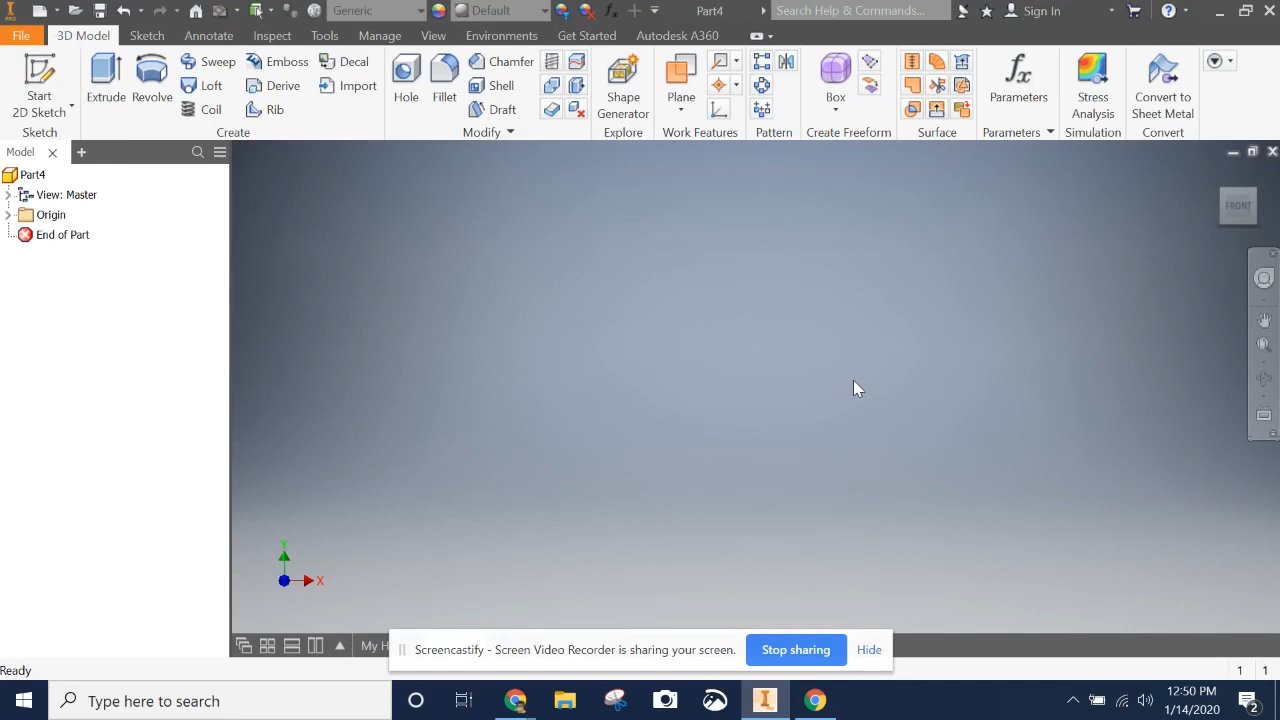 PRO
Generic
Default
Part4
Search Help & Commands...
Sign In
File 3D Model Sketch Annotate Inspect Tools Manage View Environments Get Started Autodesk A360
Start
2D Sketch
Extrude
Revolve
Sweep
Loft
Coil
Emboss
Derive
Rib
Decal
Import
Hole
Fillet
Chamfer
Shell
Draft
Shape
Generator
Plane
Box
fx
Parameters
Stress
Analysis
Convert to
Sheet Metal
Sketch Create Modify Explore Work Features Pattern Create Freeform Surface Parameters Simulation Convert
Model
Part4
View: Master
Origin
End of Part
FRONT
Y
X
My H
Screencastify - Screen Video Recorder is sharing your screen.
Stop sharing
Hide
Ready
1 1
Type here to search
I
PRO
12:50 PM
1/14/2020
2